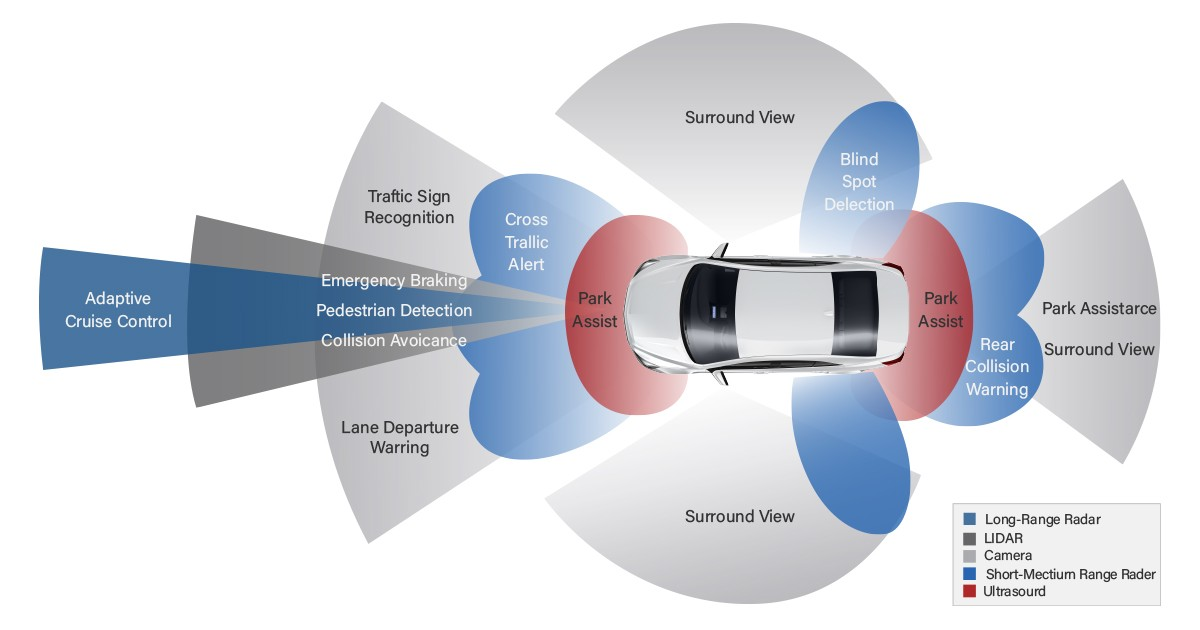 Surround View
Blind
Spot
Delection
Traftic Sign
Recognition
Cross
Trallic
Alert
Emergency Braking
Adaptive
Cruise Control
Pedestrian Detection
Park
Assist
Park
Assist
Park Assistarce
Collision Avoicance
Rear
Collision
Warning
Surround View
Lane Departure
Warring
Surround View
Long-Range Radar
LIDAR
Camera
Short-Mectium Range Rader
Ultrasourd